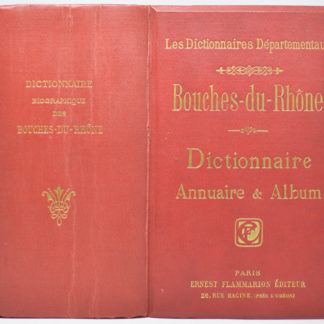 DICTIONNAIRE
BIOGRAPHIQUE
DES
BOUCHES-DU-RHÔNE
Les Dictionnaires Départementau
Bouches-du-Rhône
Dictionnaire
Annuaire & Album
PARIS
ERNEST FLAMMARION ÉDITEUR
26, RUE RACINE, (PRÈS L'ODÉON)